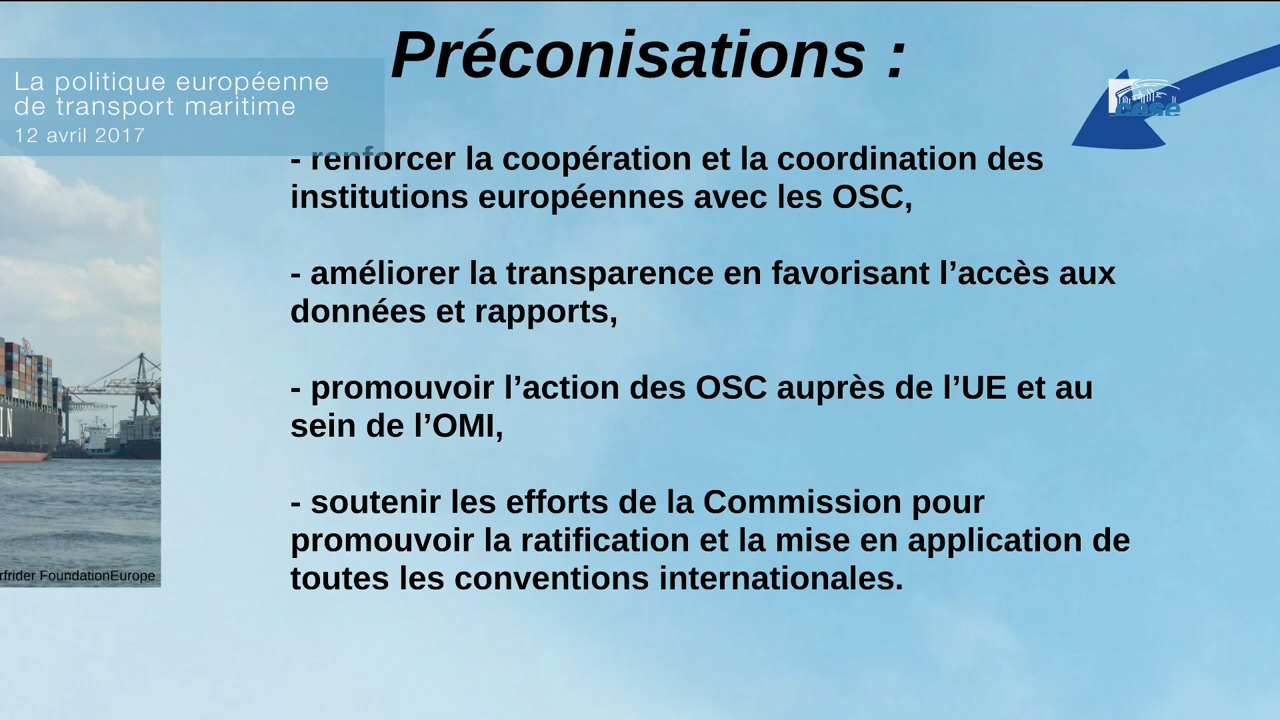 Préconisations :
La politique européenne
de transport maritime
12 avril 2017
cese
- renforcer la coopération et la coordination des
institutions européennes avec les OSC,
- améliorer la transparence en favorisant l’accès aux
données et rapports,
- promouvoir l’action des OSC auprès de l’UE et au
sein de l’OMI,
- soutenir les efforts de la Commission pour
promouvoir la ratification et la mise en application de
toutes les conventions internationales.
rfrider FoundationEurope